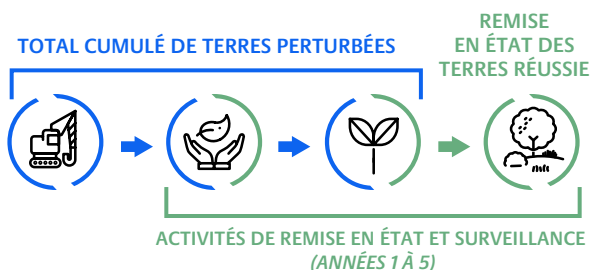 TOTAL CUMULÉ DE TERRES PERTURBÉES
REMISE
EN ÉTAT DES
TERRES RÉUSSIE
ACTIVITÉS DE REMISE EN ÉTAT ET SURVEILLANCE
(ANNÉES 1 À 5)